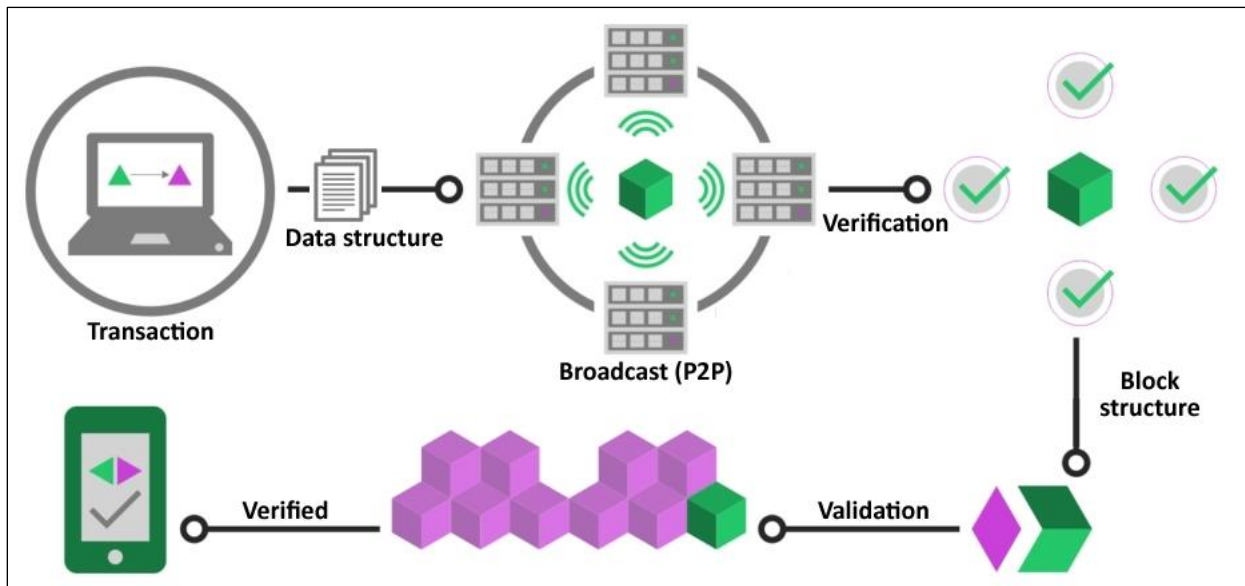 Data structure
Verification
Transaction
Broadcast (P2P)
Block
structure
Verified
Validation